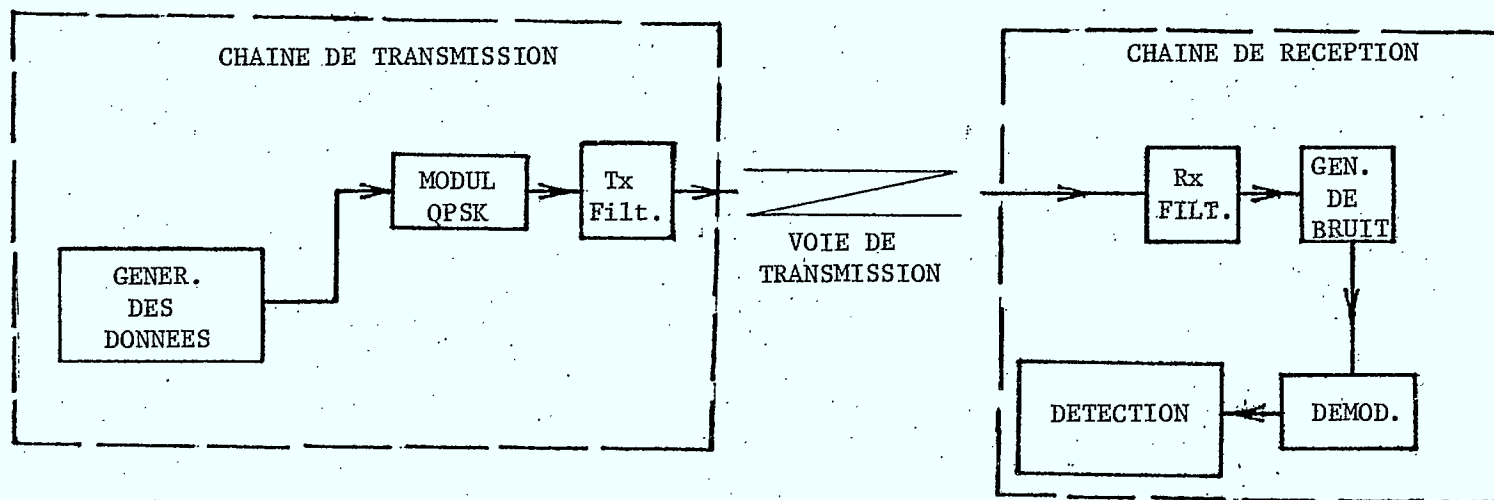 CHAINE DE TRANSMISSION
GENER.
DES
DONNEES
MODUL
QPSK
Tx
Filt.
VOIE DE
TRANSMISSION
CHAINE DE RECEPTION
Rx
FILT.
GEN.
DE
BRUIT
DEMOD.
DETECTION